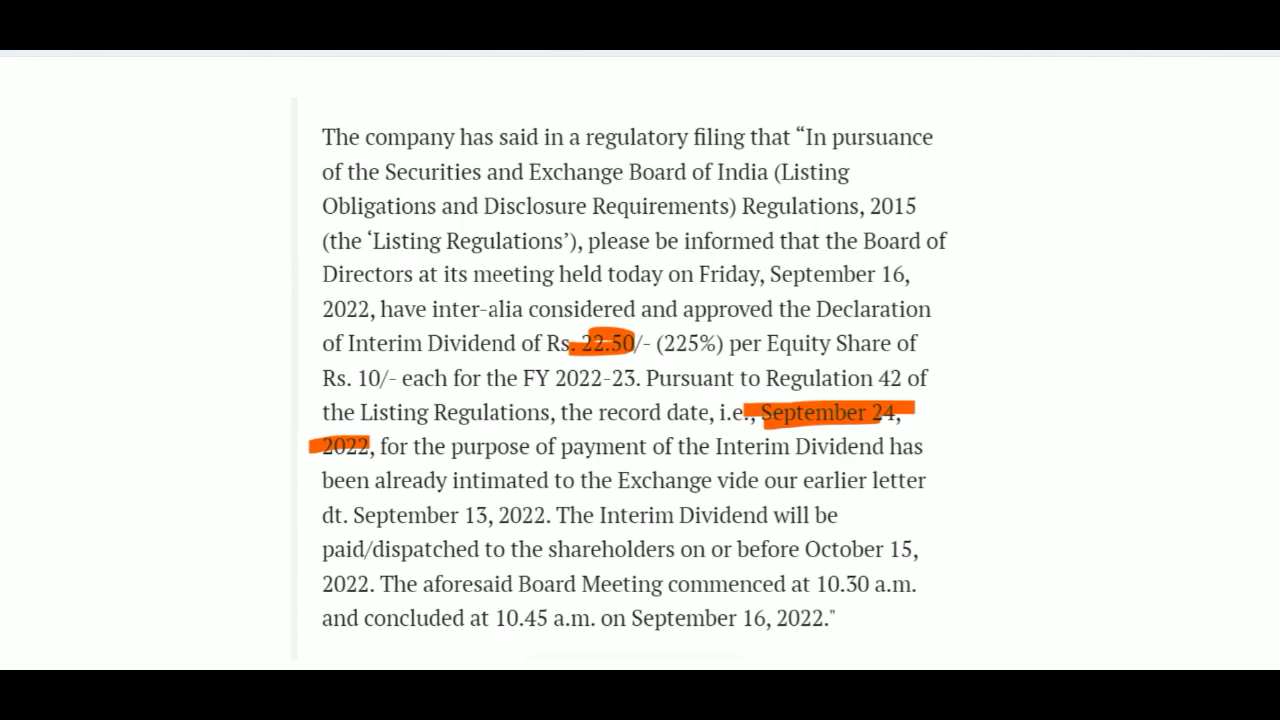 The company has said in a regulatory filing that “In pursuance
of the Securities and Exchange Board of India (Listing
Obligations and Disclosure Requirements) Regulations, 2015
(the ‘Listing Regulations’), please be informed that the Board of
Directors at its meeting held today on Friday, September 16,
2022, have inter-alia considered and approved the Declaration
of Interim Dividend of Rs. 22.50/- (225%) per Equity Share of
Rs. 10/- each for the FY 2022-23. Pursuant to Regulation 42 of
the Listing Regulations, the record date, i.e., September 24,
2022, for the purpose of payment of the Interim Dividend has
been already intimated to the Exchange vide our earlier letter
dt. September 13, 2022. The Interim Dividend will be
paid/dispatched to the shareholders on or before October 15,
2022. The aforesaid Board Meeting commenced at 10.30 a.m.
and concluded at 10.45 a.m. on September 16, 2022."